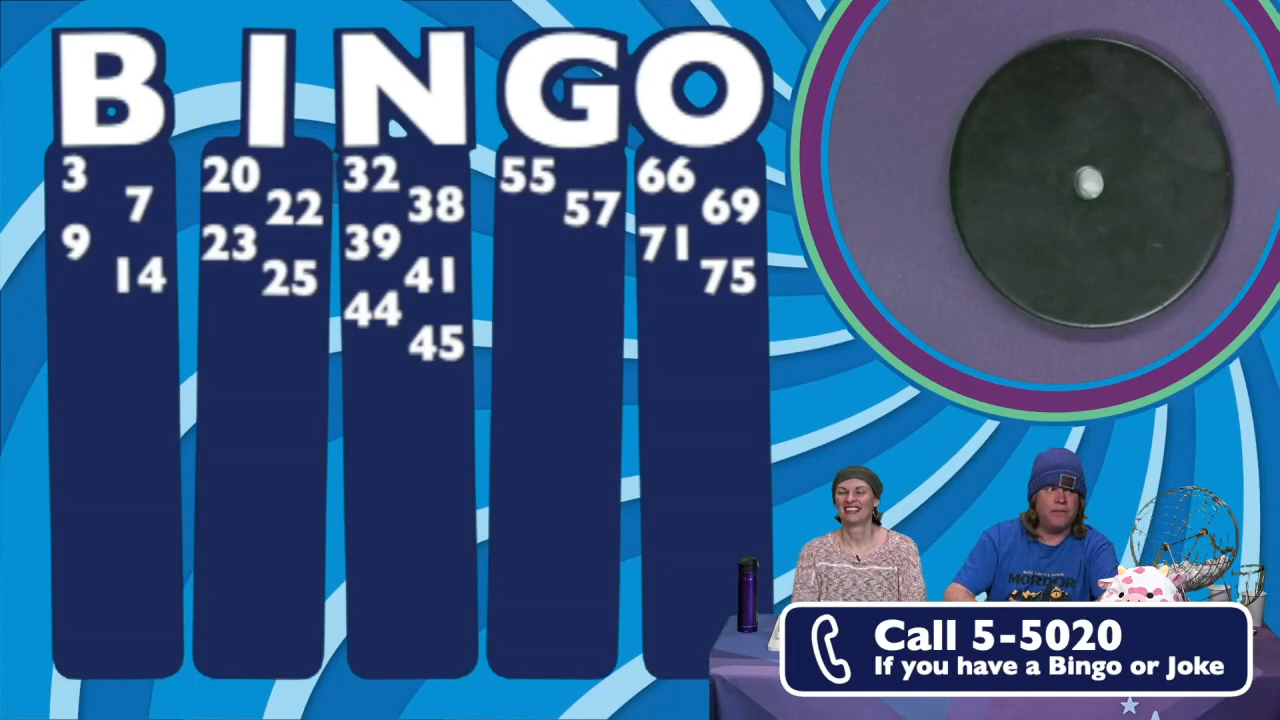 BINGO
3 20 32 55 66
7 22 38 57 69
9 23 39 71
14 25 41 75
44
45
MORDOR
Call 5-5020
If you have a Bingo or Joke